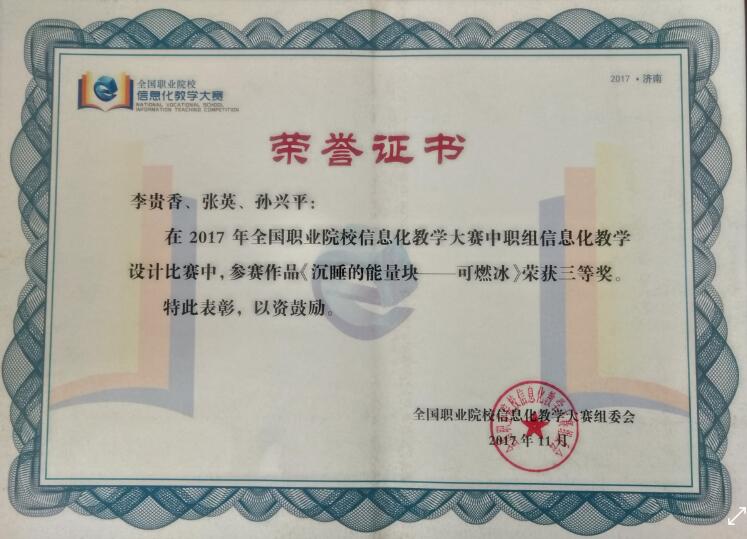 全国职业院校
信息化教学大赛
NATIONAL VOCATIONAL SCHOOL
INFORMATION TEACHING COMPETITION
2017·济南
荣誉证书
李贵香、张英、孙兴平：
在 2017 年全国职业院校信息化教学大赛中职组信息化教学
设计比赛中，参赛作品《沉睡的能量块——可燃冰》荣获三等奖。
特此表彰，以资鼓励。
全国职业院校信息化教学大赛组委会
2017 年 11 月